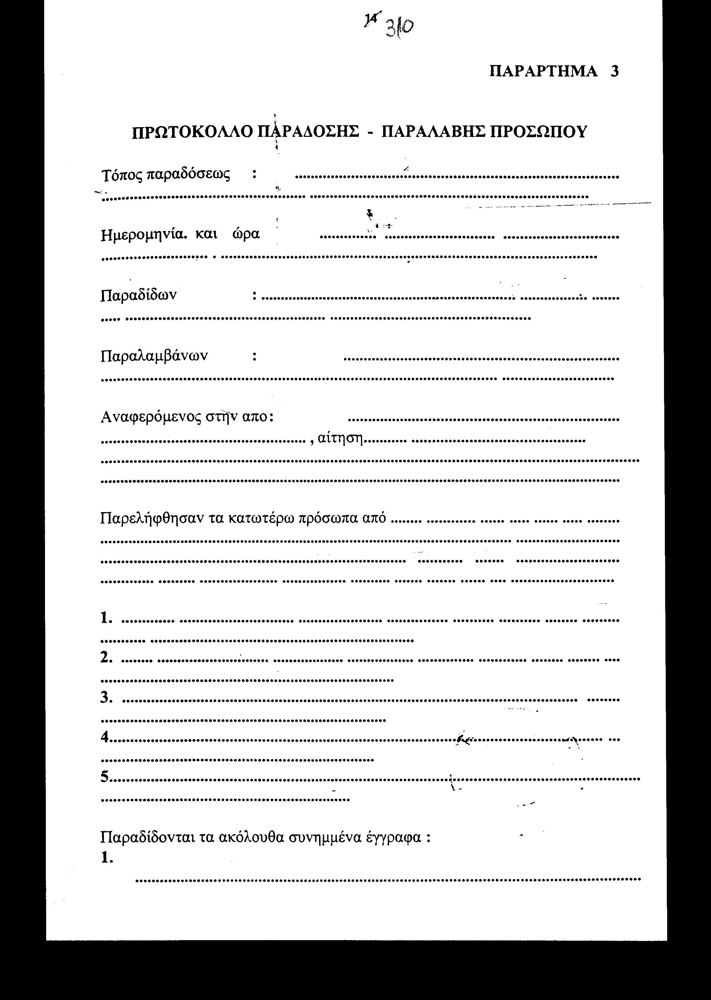 14 310
ΠΑΡΑΡΤΗΜΑ 3
ΠΡΩΤΟΚΟΛΛΟ ΠΑΡΑΔΟΣΗΣ - ΠΑΡΑΛΑΒΗΣ ΠΡΟΣΩΠΟΥ
Τόπος παραδόσεως : ................................................................
................................................................
Ημερομηνία. και ώρα ................................................................
................................................................
Παραδίδων : ................................................................
................................................................
Παραλαμβάνων : ................................................................
................................................................
Αναφερόμενος στην απο: ................................................................
........................................ , αίτηση........................................
................................................................
................................................................
Παρελήφθησαν τα κατωτέρω πρόσωπα από ........................................
................................................................
................................................................
................................................................
1. ................................................................
................................................................
2. ................................................................
................................................................
3. ................................................................
................................................................
4................................................................
................................................................
5................................................................
................................................................
Παραδίδονται τα ακόλουθα συνημμένα έγγραφα :
1.
................................................................